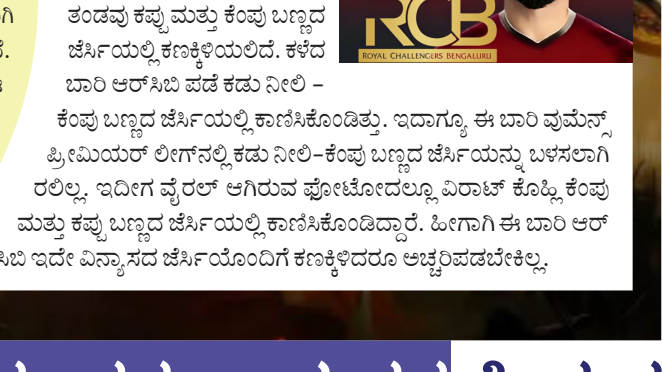 ತಂಡವು ಕಪ್ಪು ಮತ್ತು ಕೆಂಪು ಬಣ್ಣದ
ಜೆರ್ಸಿಯಲ್ಲಿ ಕಣಕ್ಕಿಳಿಯಲಿದೆ. ಕಳೆದ
ಬಾರಿ ಆರ್‌ಸಿಬಿ ಪಡೆ ಕಡು ನೀಲಿ –
ಕೆಂಪು ಬಣ್ಣದ ಜೆರ್ಸಿಯಲ್ಲಿ ಕಾಣಿಸಿಕೊಂಡಿತ್ತು. ಇದಾಗ್ಯೂ ಈ ಬಾರಿ ವುಮೆನ್ಸ್
ಪ್ರೀಮಿಯರ್ ಲೀಗ್‌ನಲ್ಲಿ ಕಡು ನೀಲಿ–ಕೆಂಪು ಬಣ್ಣದ ಜೆರ್ಸಿಯನ್ನು ಬಳಸಲಾಗಿ
ರಲಿಲ್ಲ. ಇದೀಗ ವೈರಲ್ ಆಗಿರುವ ಫೋಟೋದಲ್ಲೂ ವಿರಾಟ್ ಕೊಹ್ಲಿ ಕೆಂಪು
ಮತ್ತು ಕಪ್ಪು ಬಣ್ಣದ ಜೆರ್ಸಿಯಲ್ಲಿ ಕಾಣಿಸಿಕೊಂಡಿದ್ದಾರೆ. ಹೀಗಾಗಿ ಈ ಬಾರಿ ಆರ್
ಸಿಬಿ ಇದೇ ವಿನ್ಯಾಸದ ಜೆರ್ಸಿಯೊಂದಿಗೆ ಕಣಕ್ಕಿಳಿದರೂ ಅಚ್ಚರಿಪಡಬೇಕಿಲ್ಲ.
RCB
ROYAL CHALLENGERS BENGALURU